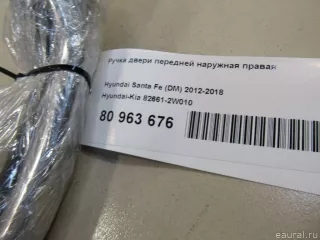 Ручка двери передней наружная правая
Hyundai Santa Fe (DM) 2012-2018
Hyundai-Kia 82661-2W010
80 963 676
eaural.ru